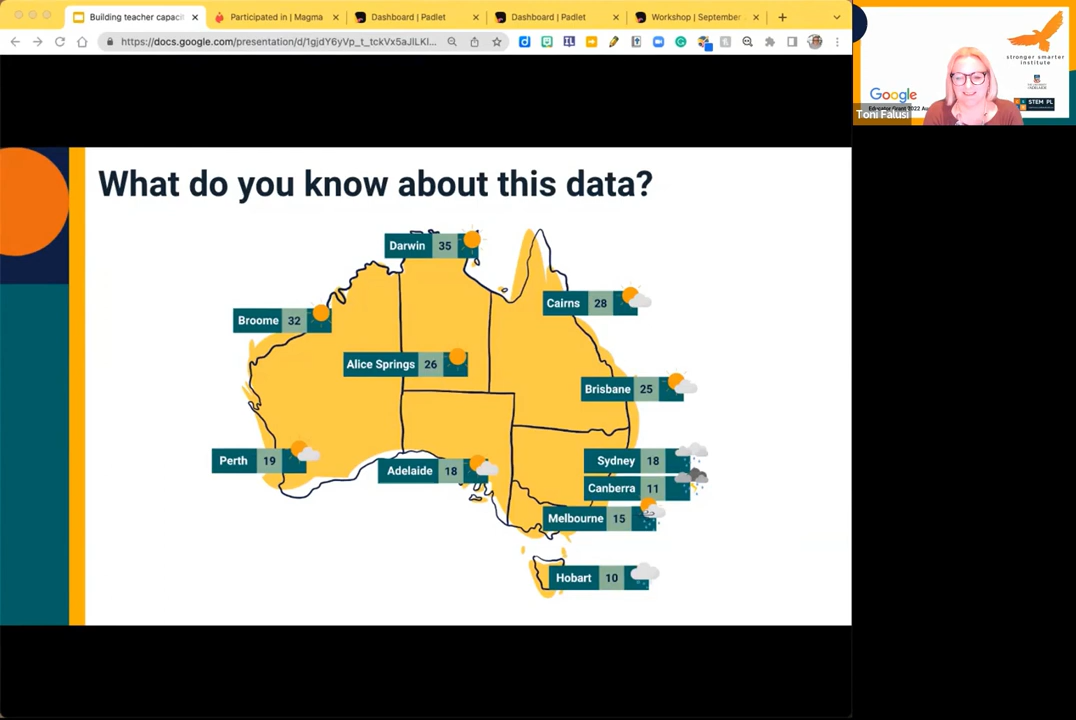 Building teacher capaci
Participated in | Magma
Dashboard | Padlet
Dashboard | Padlet
Workshop | September
https://docs.google.com/presentation/d/1gjdY6yVp_t_tckVx5aJlLKl...
What do you know about this data?
Darwin 35
Cairns 28
Broome 32
Alice Springs 26
Brisbane 25
Perth 19
Adelaide 18
Sydney 18
Canberra 11
Melbourne 15
Hobart 10
stronger smarter
institute
Google
STEM PL
Toni Falusi